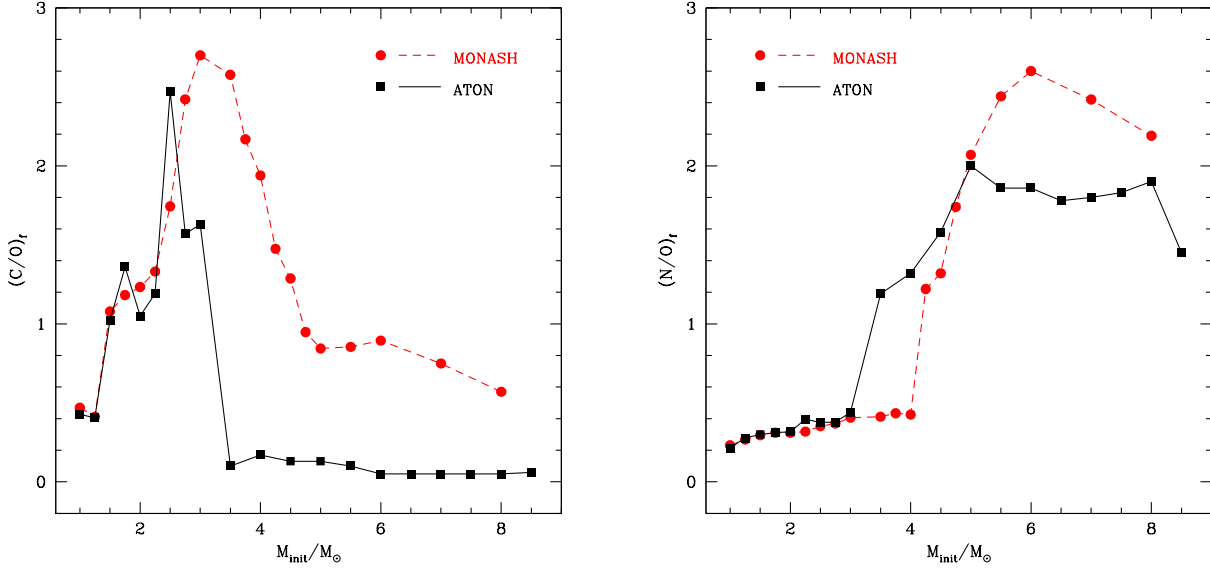 3
2
1
0
(C/O)f
MONASH
ATON
2
4
6
8
Minit/M⊙
3
2
1
0
(N/O)f
MONASH
ATON
2
4
6
8
Minit/M⊙